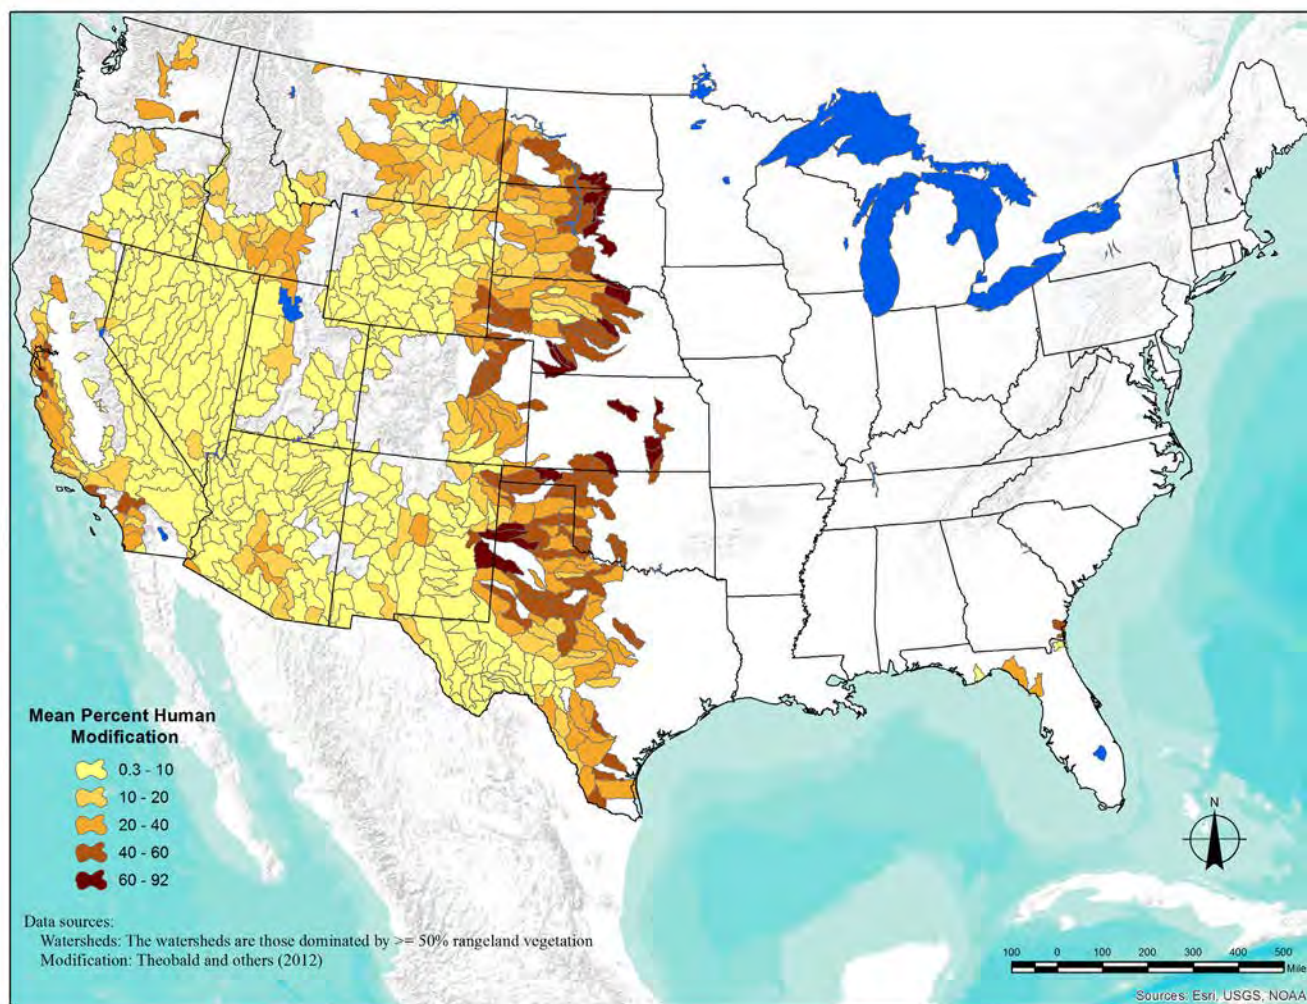 Mean Percent Human
Modification
0.3 - 10
10 - 20
20 - 40
40 - 60
60 - 92
Data sources:
Watersheds: The watersheds are those dominated by >= 50% rangeland vegetation
Modification: Theobald and others (2012)
N
100 0 100 200 300 400 500
Miles
Sources: Esri, USGS, NOAA